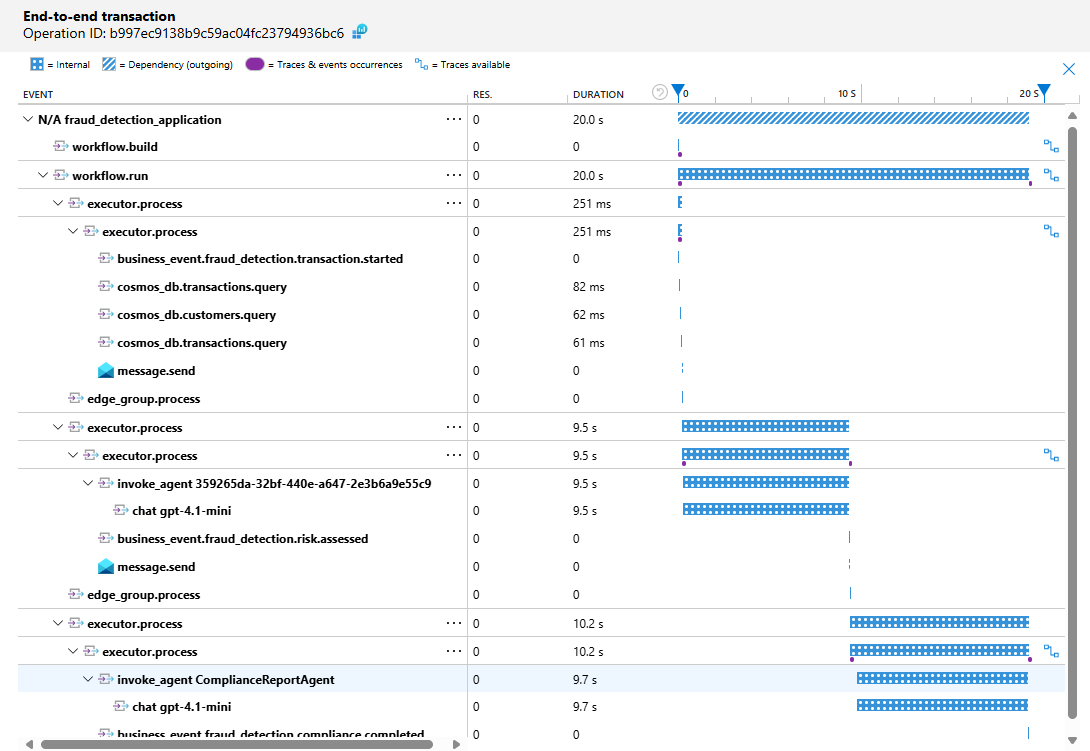 End-to-end transaction
Operation ID: b997ec9138b9c59ac04fc23794936bc6
= Internal = Dependency (outgoing) = Traces & events occurrences = Traces available
EVENT RES. DURATION 0 10 S 20 S
N/A fraud_detection_application ... 0 20.0 s
workflow.build 0 0
workflow.run ... 0 20.0 s
executor.process ... 0 251 ms
executor.process 0 251 ms
business_event.fraud_detection.transaction.started 0 0
cosmos_db.transactions.query 0 82 ms
cosmos_db.customers.query 0 62 ms
cosmos_db.transactions.query 0 61 ms
message.send 0 0
edge_group.process 0 0
executor.process ... 0 9.5 s
executor.process ... 0 9.5 s
invoke_agent 359265da-32bf-440e-a647-2e3b6a9e55c9 0 9.5 s
chat gpt-4.1-mini 0 9.5 s
business_event.fraud_detection.risk.assessed 0 0
message.send 0 0
edge_group.process 0 0
executor.process ... 0 10.2 s
executor.process ... 0 10.2 s
invoke_agent ComplianceReportAgent 0 9.7 s
chat gpt-4.1-mini 0 9.7 s
business_event.fraud_detection.compliance.completed 0 0